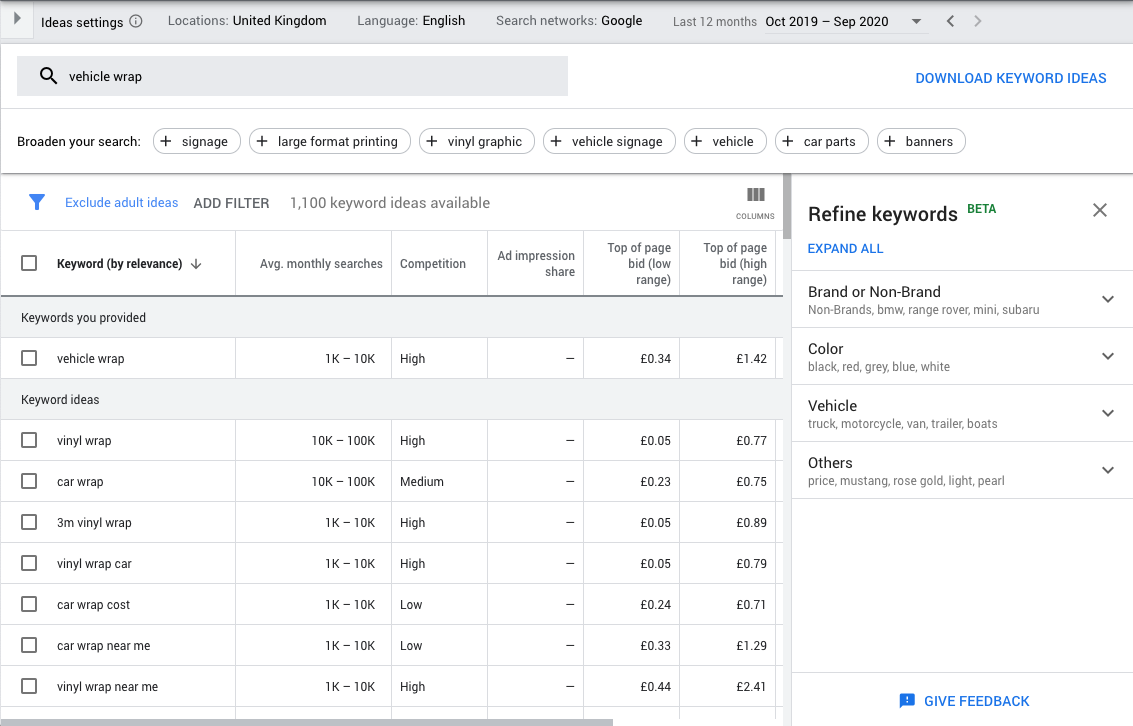 Ideas settings Locations: United Kingdom Language: English Search networks: Google Last 12 months Oct 2019 – Sep 2020
vehicle wrap
DOWNLOAD KEYWORD IDEAS
Broaden your search: + signage + large format printing + vinyl graphic + vehicle signage + vehicle + car parts + banners
Exclude adult ideas ADD FILTER 1,100 keyword ideas available
COLUMNS
Keyword (by relevance) Avg. monthly searches Competition Ad impression share Top of page bid (low range) Top of page bid (high range)
Keywords you provided
vehicle wrap 1K – 10K High – £0.34 £1.42
Keyword ideas
vinyl wrap 10K – 100K High – £0.05 £0.77
car wrap 10K – 100K Medium – £0.23 £0.75
3m vinyl wrap 1K – 10K High – £0.05 £0.89
vinyl wrap car 1K – 10K High – £0.05 £0.79
car wrap cost 1K – 10K Low – £0.24 £0.71
car wrap near me 1K – 10K Low – £0.33 £1.29
vinyl wrap near me 1K – 10K High – £0.44 £2.41
Refine keywords BETA
EXPAND ALL
Brand or Non-Brand
Non-Brands, bmw, range rover, mini, subaru
Color
black, red, grey, blue, white
Vehicle
truck, motorcycle, van, trailer, boats
Others
price, mustang, rose gold, light, pearl
GIVE FEEDBACK